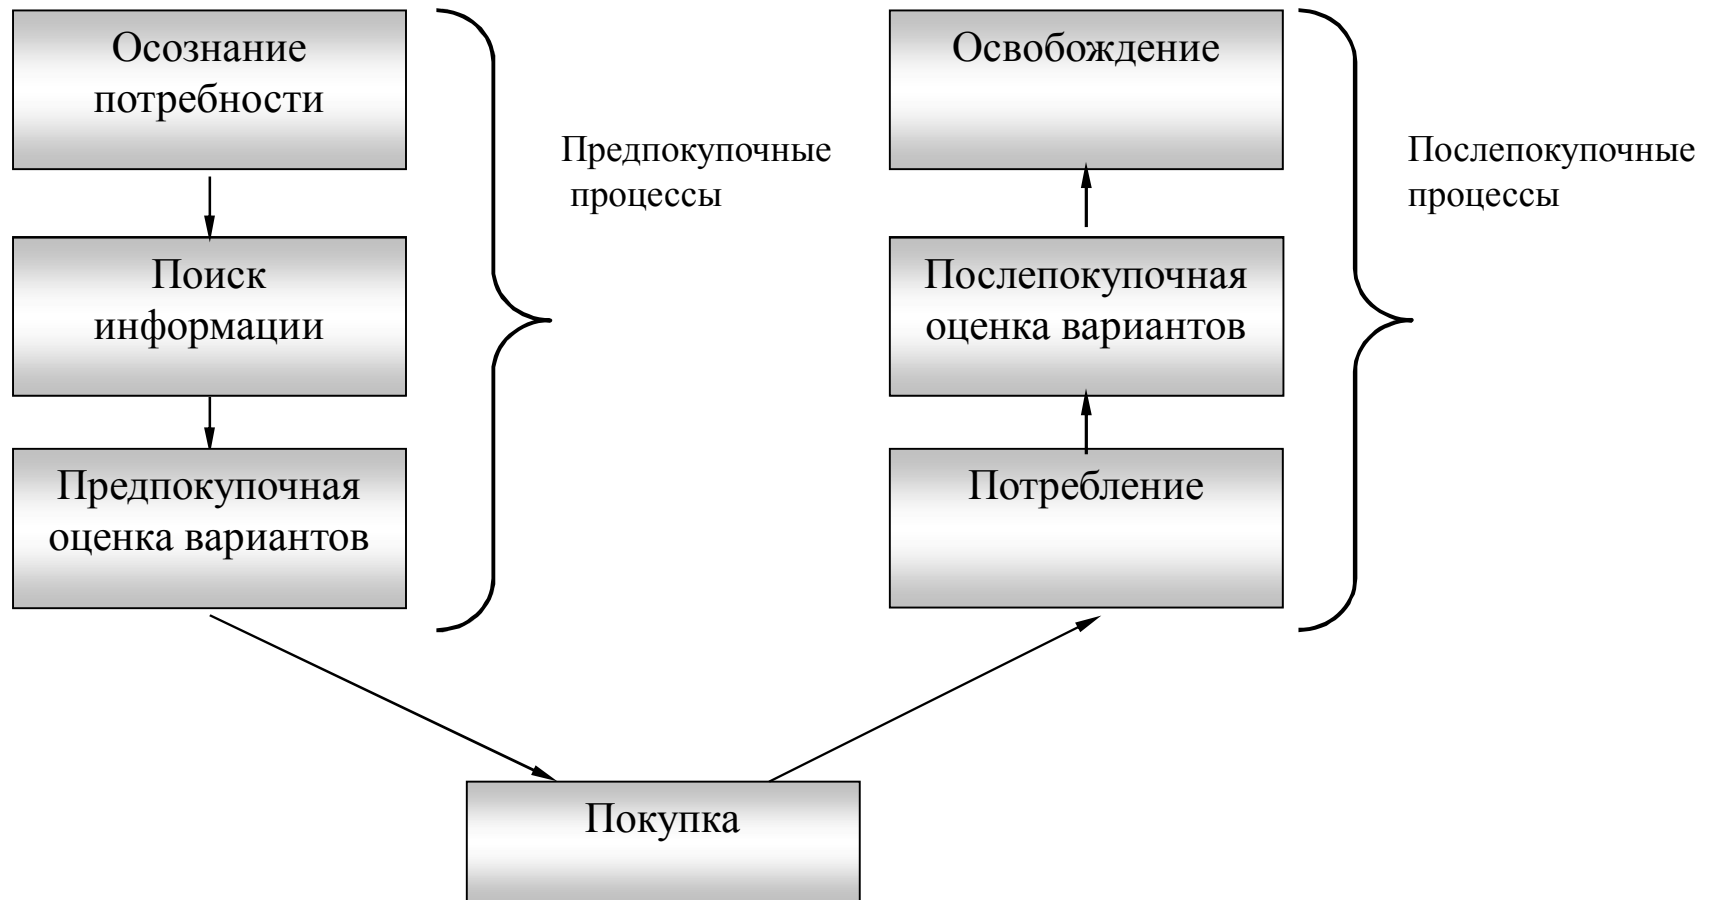 Осознание
потребности
Поиск
информации
Предпокупочная
оценка вариантов
Предпокупочные
процессы
Покупка
Освобождение
Послепокупочная
оценка вариантов
Потребление
Послепокупочные
процессы